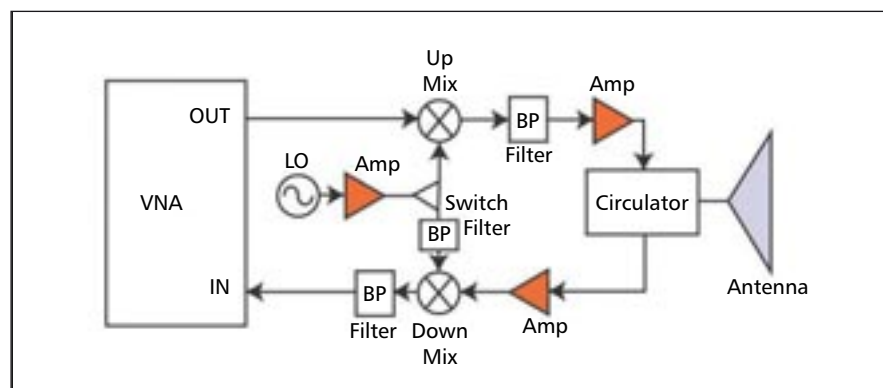 Up
Mix
Amp
OUT
BP
Filter
LO
Amp
VNA
Switch
Circulator
BP
Filter
IN
BP
Antenna
Filter
Down
Mix
Amp